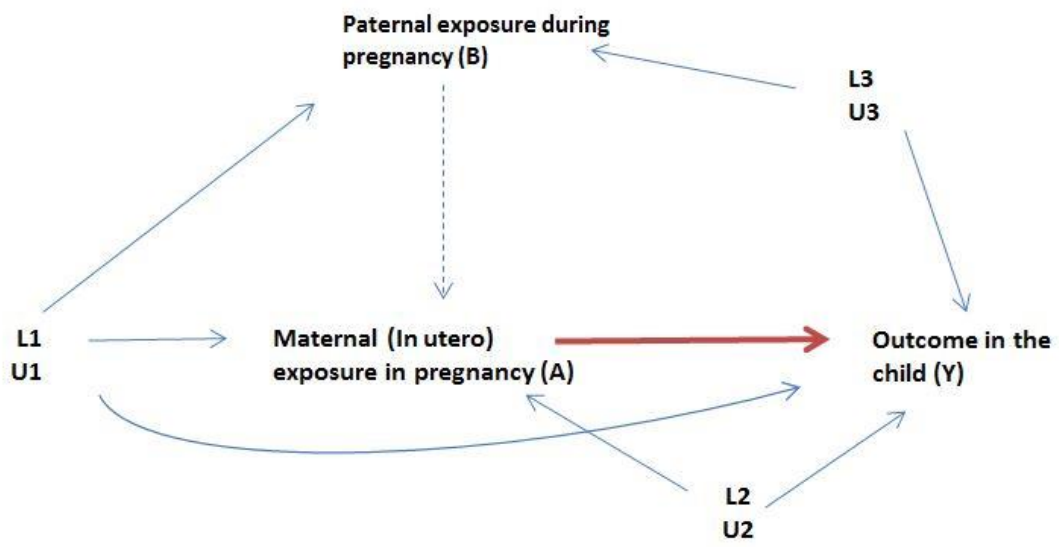 Paternal exposure during
pregnancy (B)
L3
U3
L1
U1
Maternal (In utero)
exposure in pregnancy (A)
Outcome in the
child (Y)
L2
U2